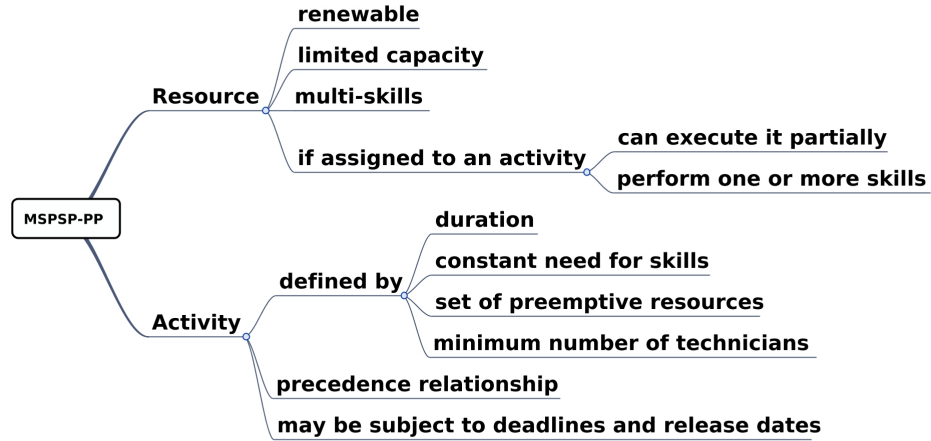 MSPSP-PP
Resource
renewable
limited capacity
multi-skills
if assigned to an activity
can execute it partially
perform one or more skills
Activity
defined by
duration
constant need for skills
set of preemptive resources
minimum number of technicians
precedence relationship
may be subject to deadlines and release dates